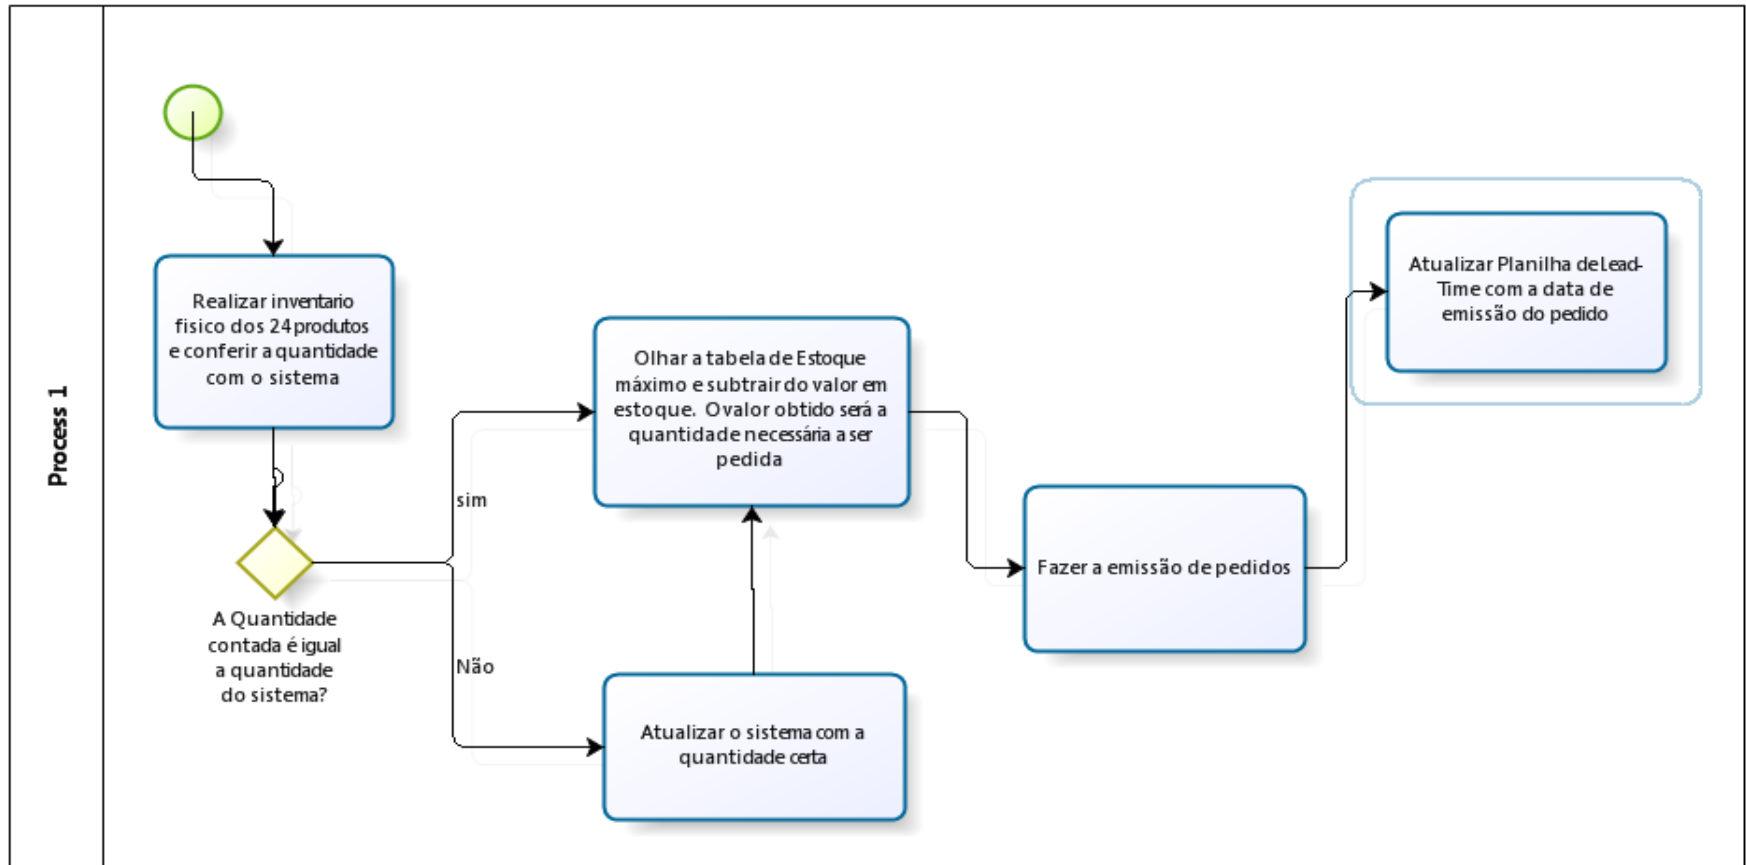 Process 1
Realizar inventario
fisico dos 24 produtos
e conferir a quantidade
com o sistema
A Quantidade
contada é igual
a quantidade
do sistema?
sim
Não
Olhar a tabela de Estoque
máximo e subtrair do valor em
estoque. O valor obtido será a
quantidade necessária a ser
pedida
Atualizar o sistema com a
quantidade certa
Fazer a emissão de pedidos
Atualizar Planilha de Lead-
Time com a data de
emissão do pedido